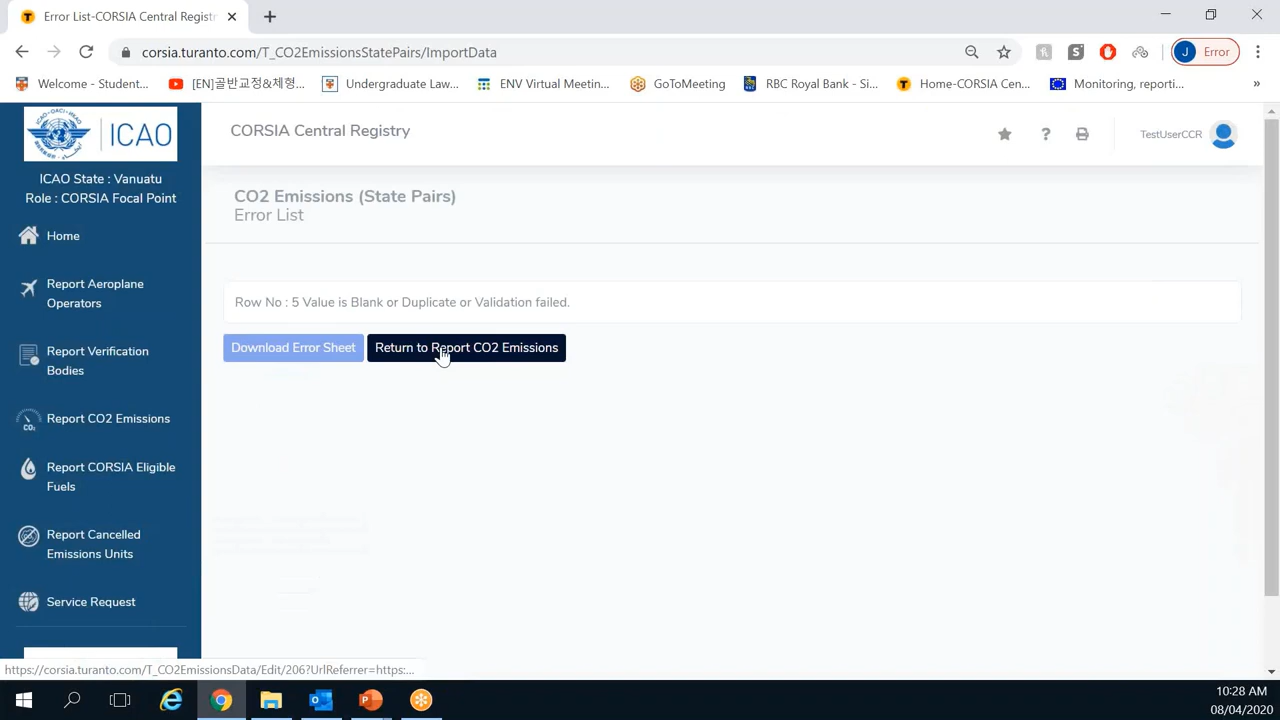 Error List-CORSIA Central Registr
corsia.turanto.com/T_CO2EmissionsStatePairs/ImportData
J Error
Welcome - Student...
[EN]골반교정&체형...
Undergraduate Law...
ENV Virtual Meetin...
GoToMeeting
RBC Royal Bank - Si...
Home-CORSIA Cen...
Monitoring, reporti...
»
ICAO
CORSIA Central Registry
TestUserCCR
ICAO State : Vanuatu
Role : CORSIA Focal Point
CO2 Emissions (State Pairs)
Error List
Home
Report Aeroplane
Operators
Row No : 5 Value is Blank or Duplicate or Validation failed.
Download Error Sheet
Return to Report CO2 Emissions
Report Verification
Bodies
Report CO2 Emissions
Report CORSIA Eligible
Fuels
Report Cancelled
Emissions Units
Service Request
https://corsia.turanto.com/T_CO2EmissionsData/Edit/206?UrlReferrer=https:...
10:28 AM
08/04/2020